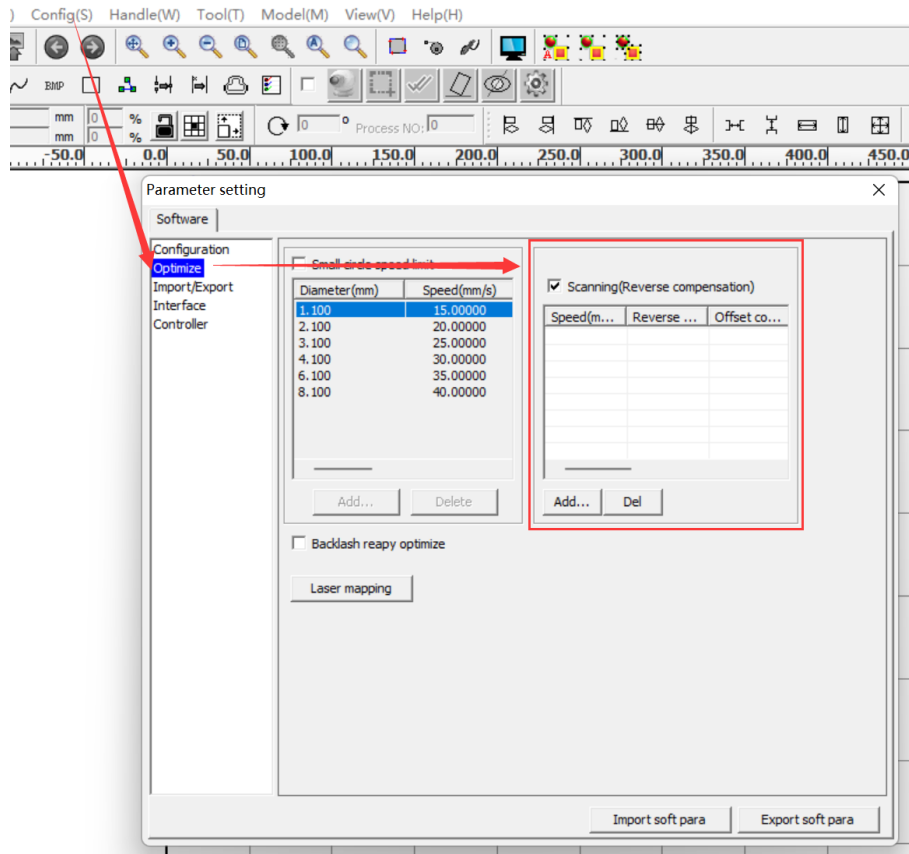 ) Config(S) Handle(W) Tool(T) Model(M) View(V) Help(H)
BMP
mm 0 %
mm 0 %
0 ° Process NO: 0
-50.0 0.0 50.0 100.0 150.0 200.0 250.0 300.0 350.0 400.0 450.0
Parameter setting
Software
Configuration
Optimize
Import/Export
Interface
Controller
Small circle speed limit
Diameter(mm) Speed(mm/s)
1.100 15.00000
2.100 20.00000
3.100 25.00000
4.100 30.00000
6.100 35.00000
8.100 40.00000
Add... Delete
Scanning(Reverse compensation)
Speed(m... Reverse ... Offset co...
Add... Del
Backlash reapy optimize
Laser mapping
Import soft para Export soft para